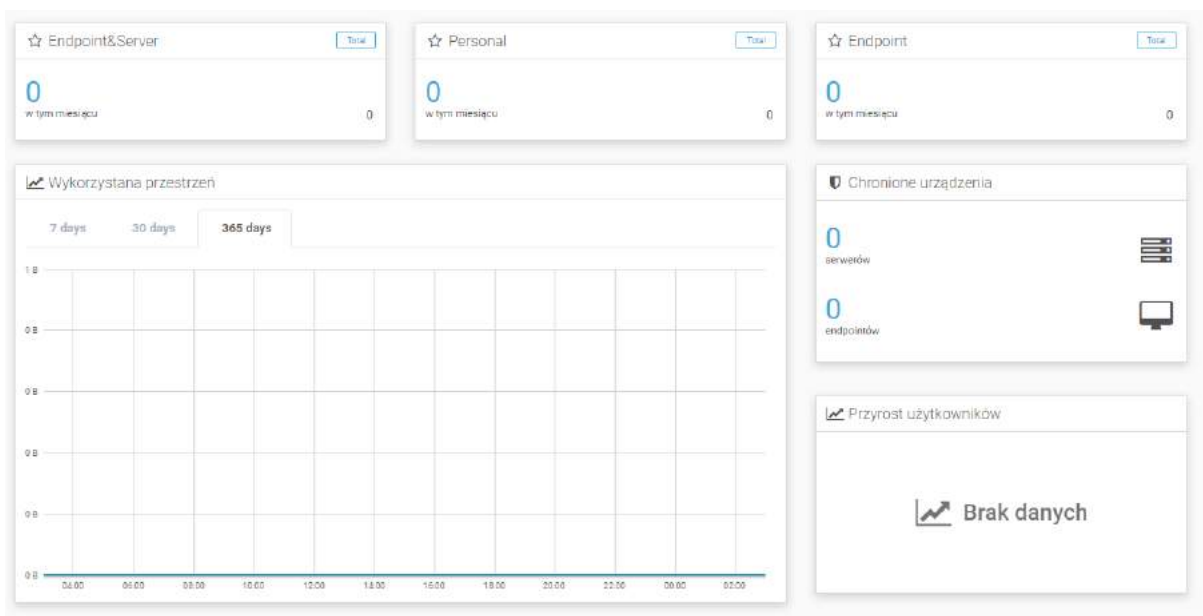 Endpoint&Server
Total
0
w tym miesiącu
0
Personal
Total
0
w tym miesiącu
0
Endpoint
Total
0
w tym miesiącu
0
Wykorzystana przestrzeń
7 days 30 days 365 days
1 B
0 B
0 B
0 B
0 B
0 B
04:00 06:00 08:00 10:00 12:00 14:00 16:00 18:00 20:00 22:00 00:00 02:00
Chronione urządzenia
0
serwerów
0
endpointów
Przyrost użytkowników
Brak danych